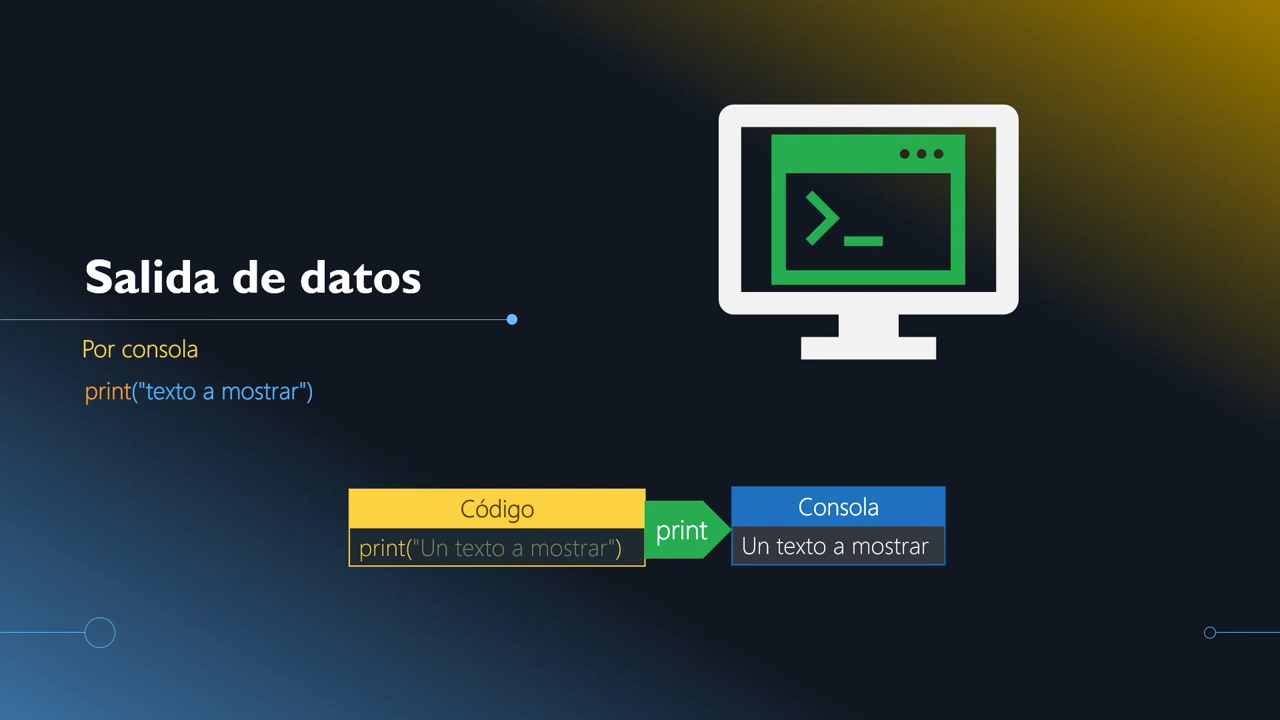 Salida de datos
Por consola
print("texto a mostrar")
Código
print("Un texto a mostrar")
print
Consola
Un texto a mostrar